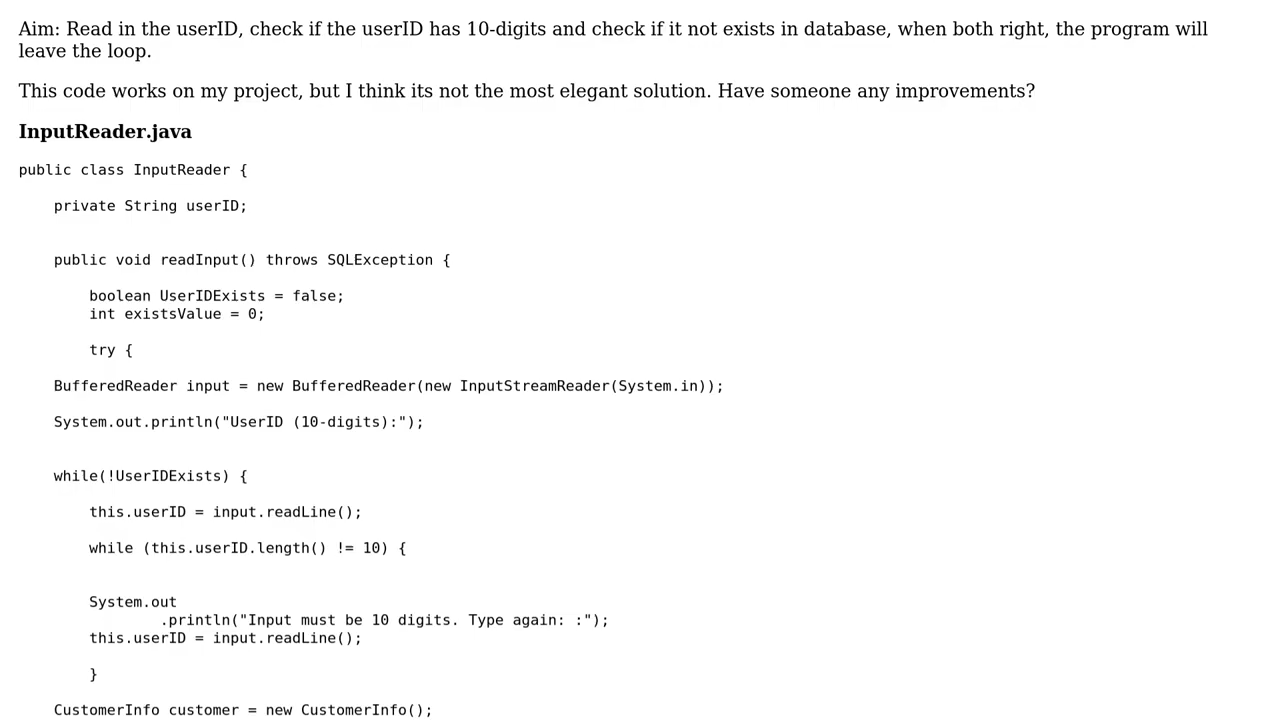 Aim: Read in the userID, check if the userID has 10-digits and check if it not exists in database, when both right, the program will
leave the loop.
This code works on my project, but I think its not the most elegant solution. Have someone any improvements?
InputReader.java
public class InputReader {
    private String userID;
    public void readInput() throws SQLException {
        boolean UserIDExists = false;
        int existsValue = 0;
        try {
    BufferedReader input = new BufferedReader(new InputStreamReader(System.in));
    System.out.println("UserID (10-digits):");
    while(!UserIDExists) {
        this.userID = input.readLine();
        while (this.userID.length() != 10) {
        System.out
                .println("Input must be 10 digits. Type again: :");
        this.userID = input.readLine();
        }
    CustomerInfo customer = new CustomerInfo();